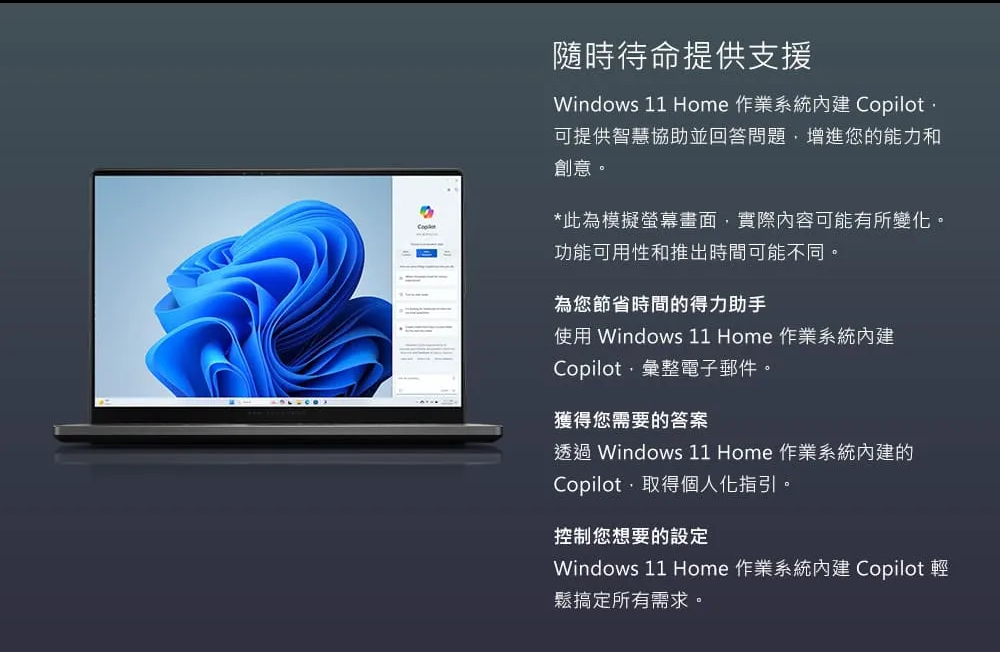 隨時待命提供支援
Windows 11 Home 作業系統內建 Copilot，
可提供智慧協助並回答問題，增進您的能力和
創意。
*此為模擬螢幕畫面，實際內容可能有所變化。
功能可用性和推出時間可能不同。
為您節省時間的得力助手
使用 Windows 11 Home 作業系統內建
Copilot，彙整電子郵件。
獲得您需要的答案
透過 Windows 11 Home 作業系統內建的
Copilot，取得個人化指引。
控制您想要的設定
Windows 11 Home 作業系統內建 Copilot 輕
鬆搞定所有需求。
Copilot